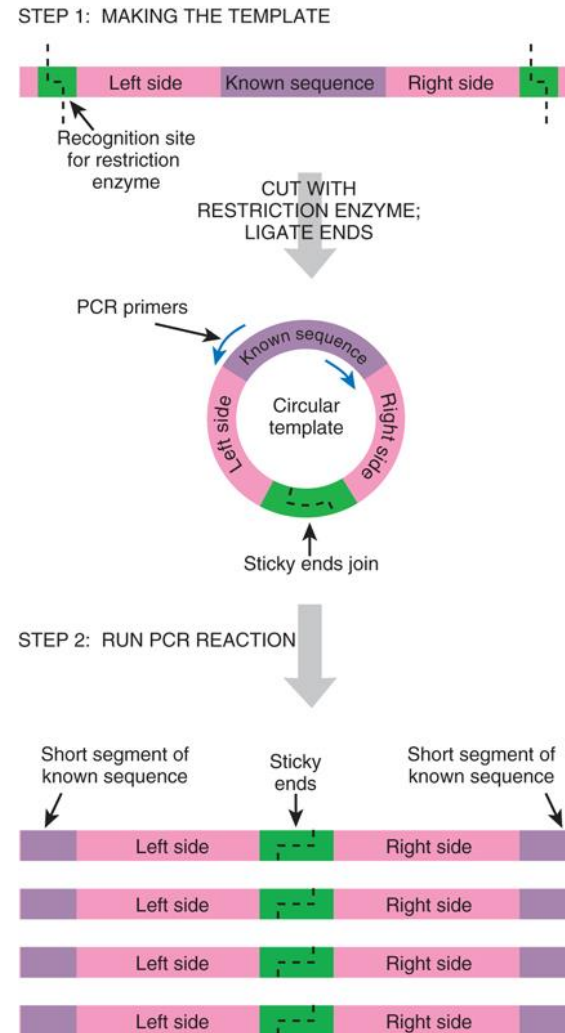 STEP 1: MAKING THE TEMPLATE
Left side
Known sequence
Right side
Recognition site
for restriction
enzyme
CUT WITH
RESTRICTION ENZYME;
LIGATE ENDS
PCR primers
Known sequence
Left side
Circular
template
Right side
Sticky ends join
STEP 2: RUN PCR REACTION
Short segment of
known sequence
Sticky
ends
Short segment of
known sequence
Left side
Right side
Left side
Right side
Left side
Right side
Left side
Right side